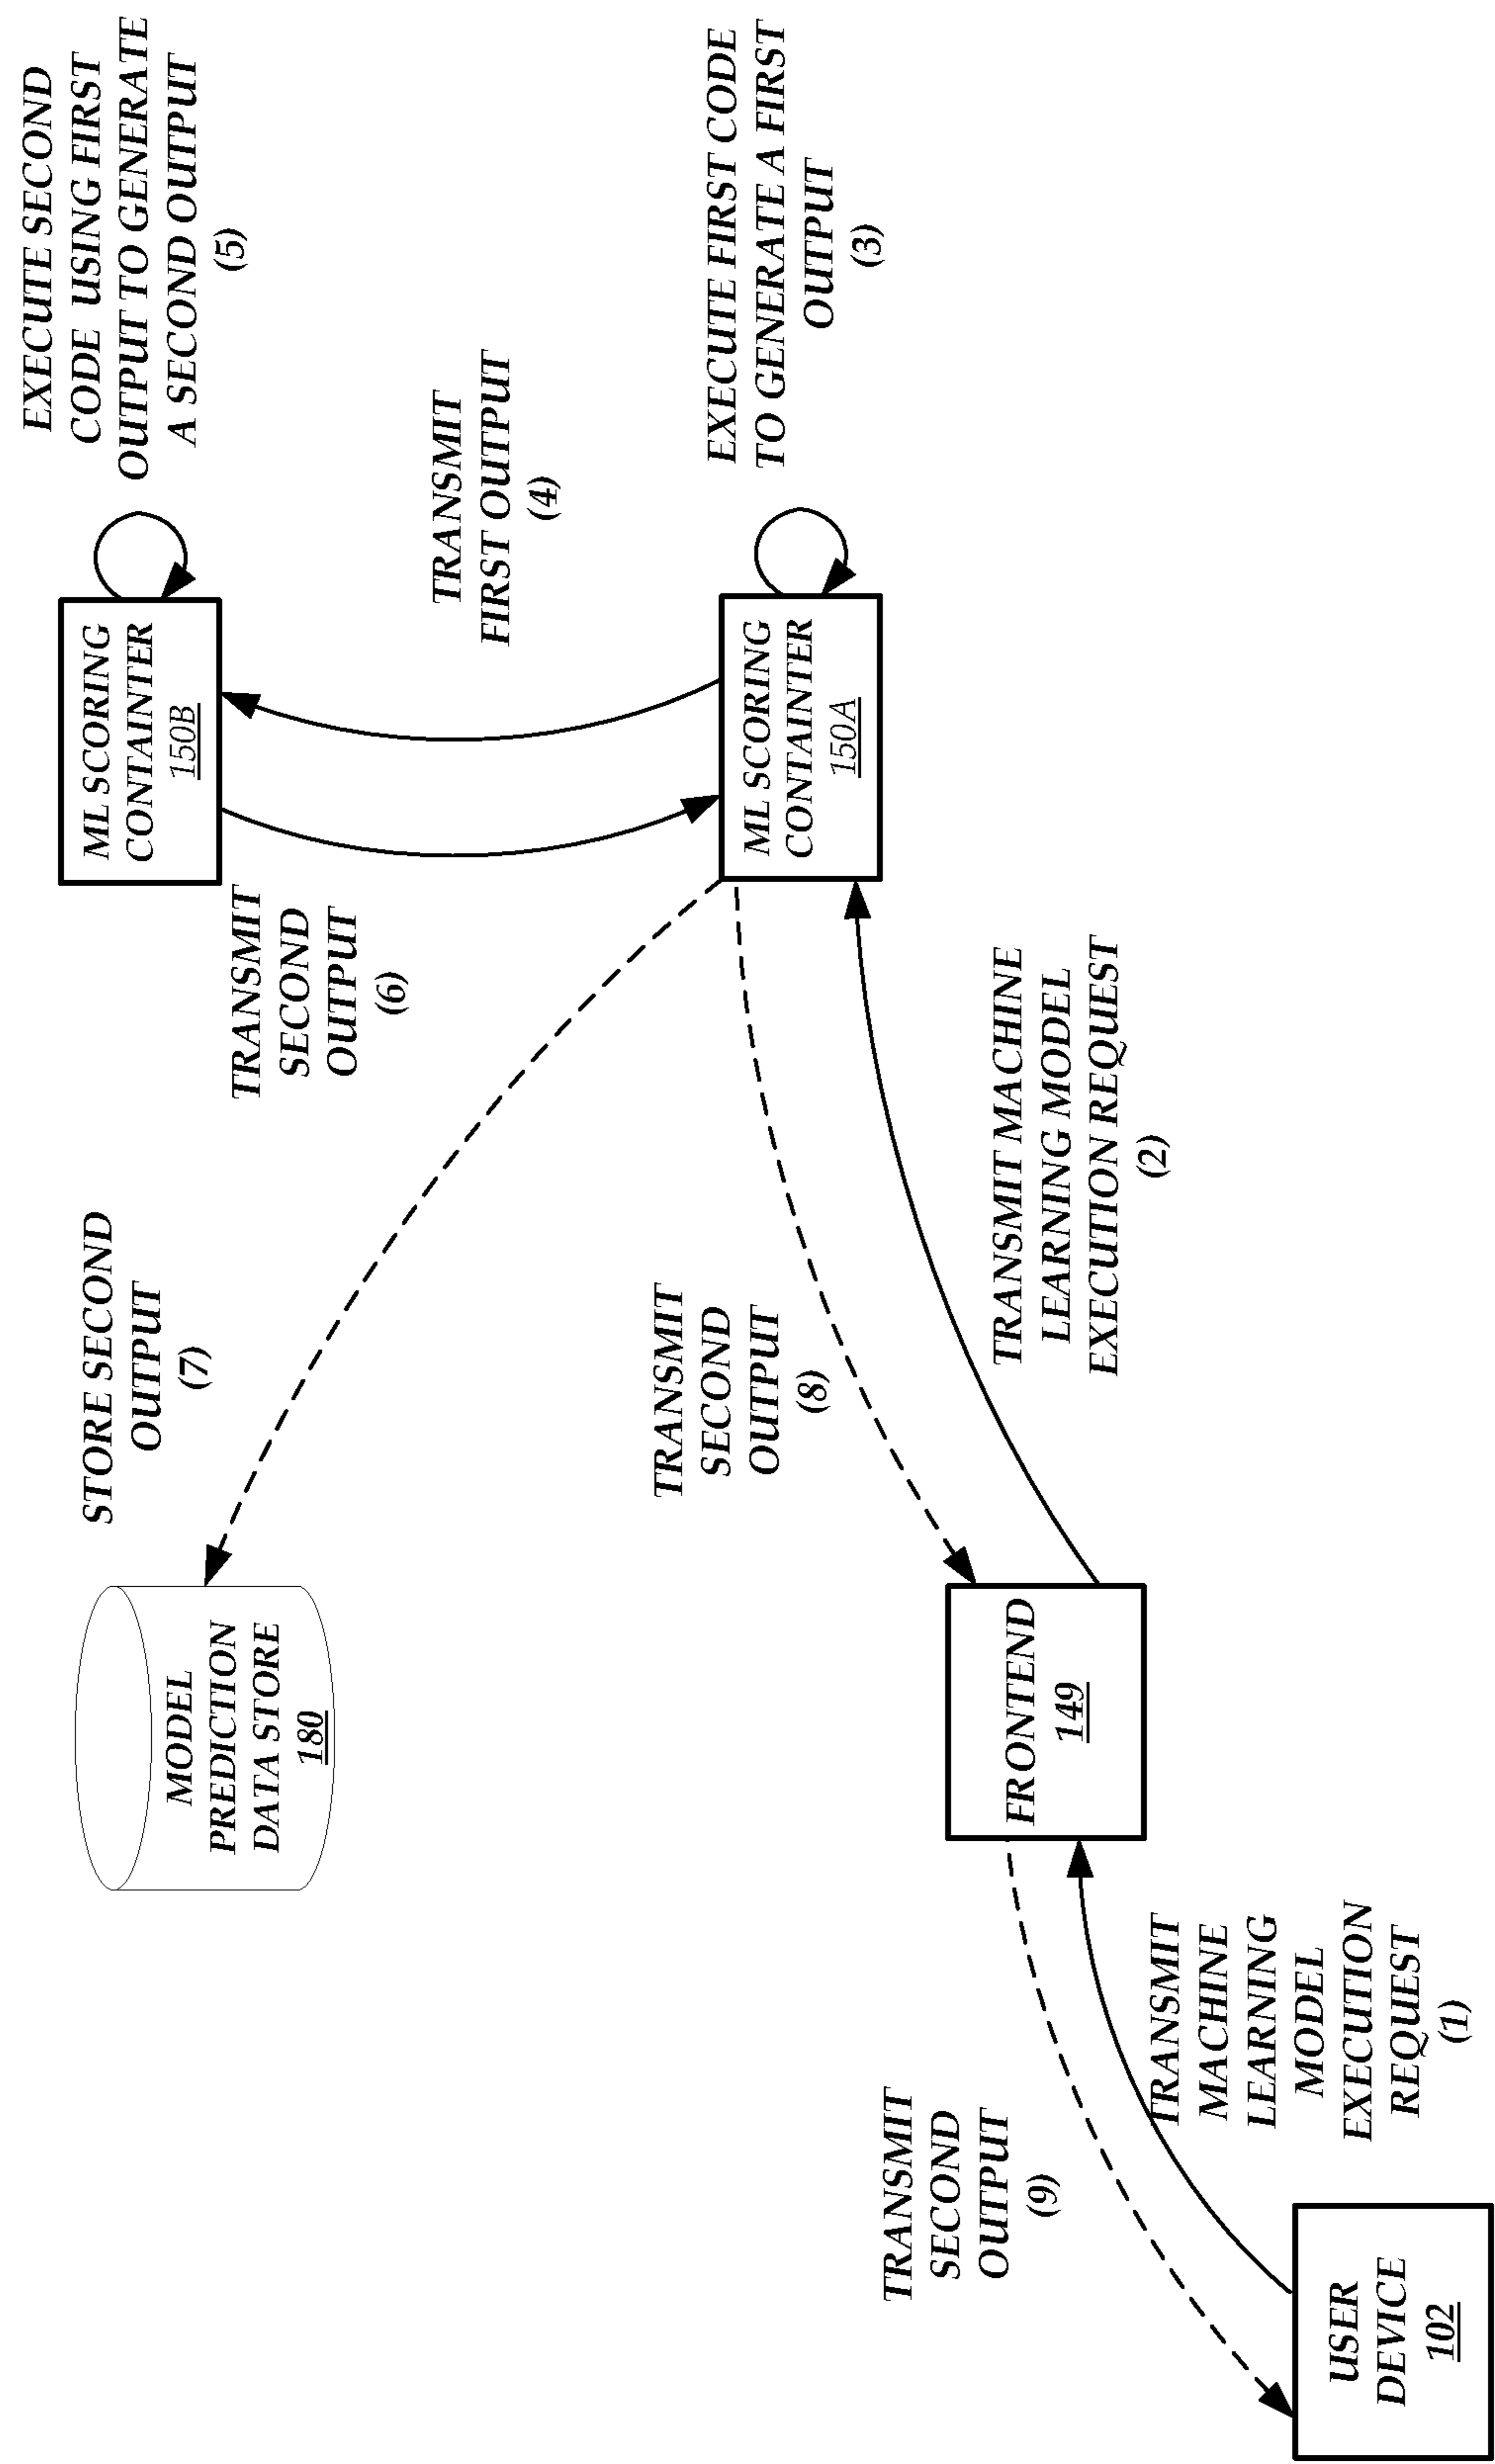 USER
DEVICE
102
TRANSMIT
MACHINE
LEARNING
MODEL
EXECUTION
REQUEST
(1)
FRONTEND
149
TRANSMIT MACHINE
LEARNING MODEL
EXECUTION REQUEST
(2)
ML SCORING
CONTAINTER
150A
EXECUTE FIRST CODE
TO GENERATE A FIRST
OUTPUT
(3)
TRANSMIT
FIRST OUTPUT
(4)
ML SCORING
CONTAINTER
150B
EXECUTE SECOND
CODE USING FIRST
OUTPUT TO GENERATE
A SECOND OUTPUT
(5)
TRANSMIT
SECOND
OUTPUT
(6)
STORE SECOND
OUTPUT
(7)
MODEL
PREDICTION
DATA STORE
180
TRANSMIT
SECOND
OUTPUT
(8)
TRANSMIT
SECOND
OUTPUT
(9)